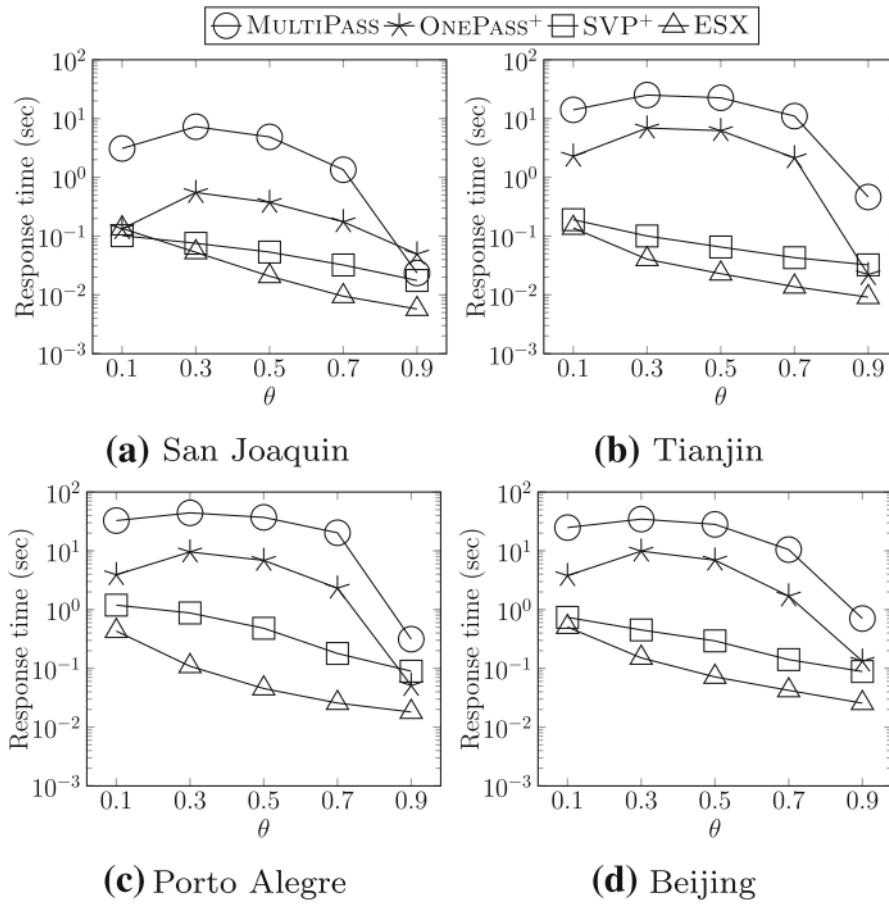 MULTIPASS ONEPASS+ SVP+ ESX
Response time (sec)
10^2
10^1
10^0
10^-1
10^-2
10^-3
0.1 0.3 0.5 0.7 0.9
θ
(a) San Joaquin
Response time (sec)
10^2
10^1
10^0
10^-1
10^-2
10^-3
0.1 0.3 0.5 0.7 0.9
θ
(b) Tianjin
Response time (sec)
10^2
10^1
10^0
10^-1
10^-2
10^-3
0.1 0.3 0.5 0.7 0.9
θ
(c) Porto Alegre
Response time (sec)
10^2
10^1
10^0
10^-1
10^-2
10^-3
0.1 0.3 0.5 0.7 0.9
θ
(d) Beijing